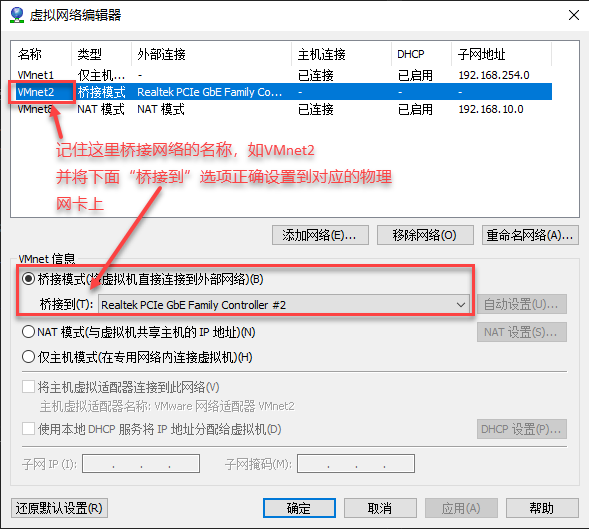 虚拟网络编辑器
名称 类型 外部连接 主机连接 DHCP 子网地址
VMnet1 仅主机... - 已连接 已启用 192.168.254.0
VMnet2 桥接模式 Realtek PCIe GbE Family Co... - - -
VMnet8 NAT 模式 NAT 模式 已连接 已启用 192.168.10.0
记住这里桥接网络的名称，如VMnet2
并将下面“桥接到”选项正确设置到对应的物理
网卡上
添加网络(E)... 移除网络(O) 重命名网络(A)...
VMnet 信息
桥接模式(将虚拟机直接连接到外部网络)(B)
桥接到(T): Realtek PCIe GbE Family Controller #2 自动设置(U)...
NAT 模式(与虚拟机共享主机的 IP 地址)(N) NAT 设置(S)...
仅主机模式(在专用网络内连接虚拟机)(H)
将主机虚拟适配器连接到此网络(V)
主机虚拟适配器名称: VMware 网络适配器 VMnet2
使用本地 DHCP 服务将 IP 地址分配给虚拟机(D) DHCP 设置(P)...
子网 IP (I): . . . 子网掩码(M): . . .
还原默认设置(R) 确定 取消 应用(A) 帮助